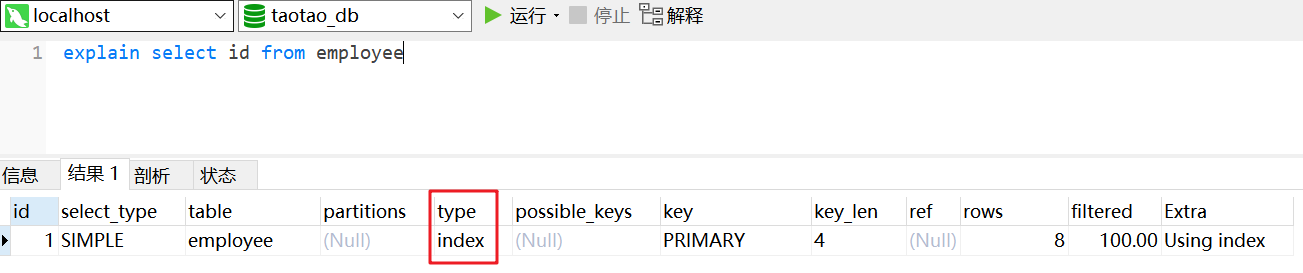 localhost taotao_db 运行 停止 解释
1 explain select id from employee
信息 结果 1 剖析 状态
id select_type table partitions type possible_keys key key_len ref rows filtered Extra
1 SIMPLE employee (Null) index (Null) PRIMARY 4 (Null) 8 100.00 Using index